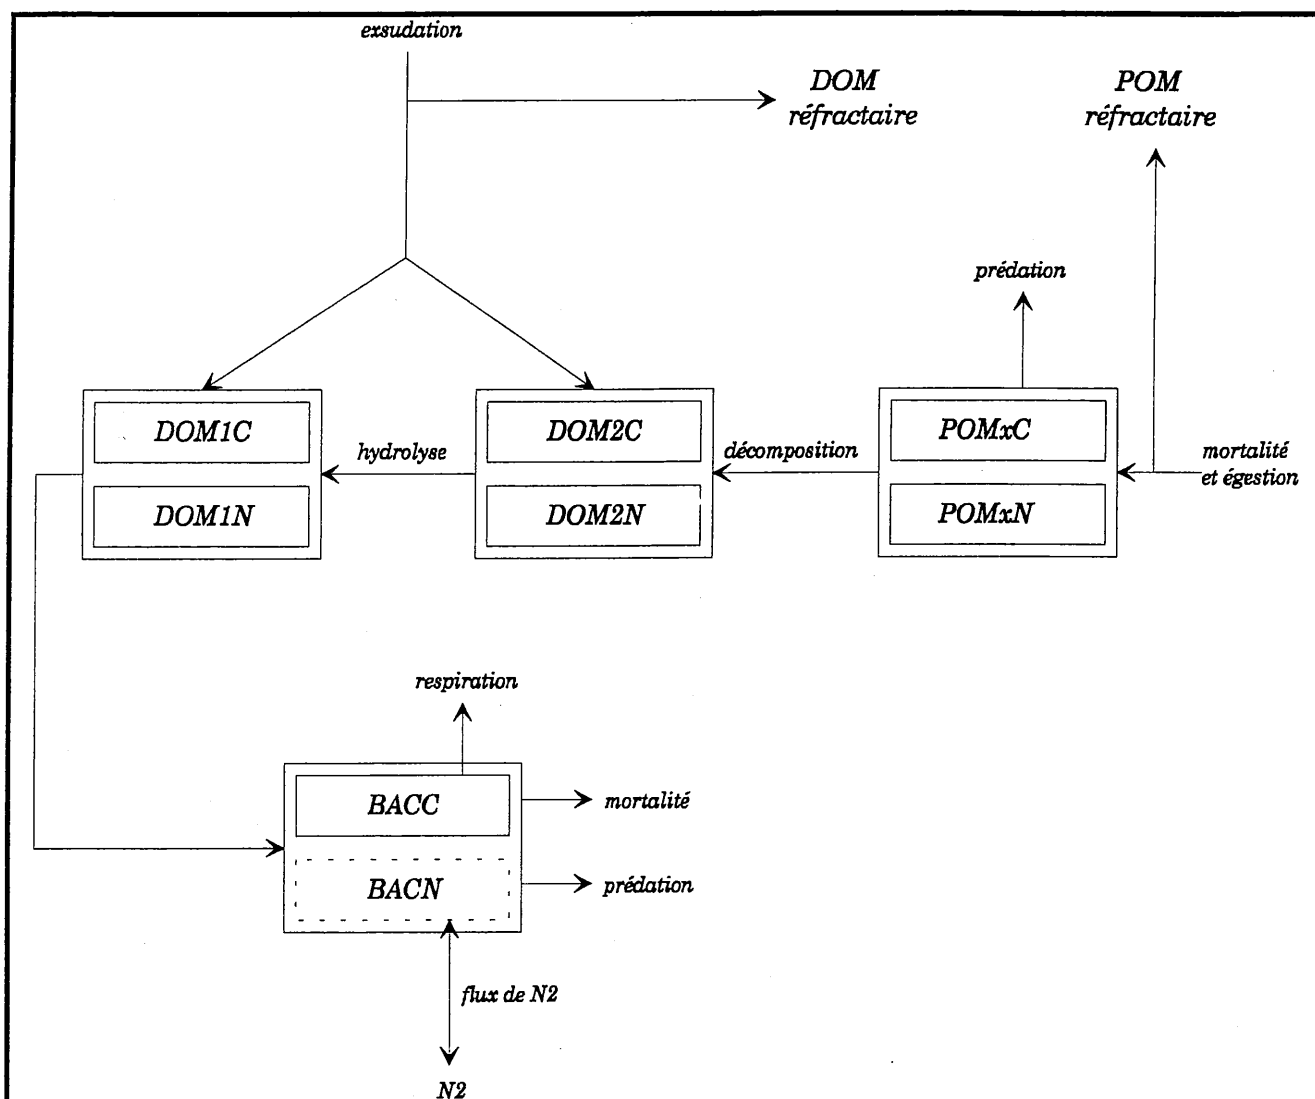 exsudation
DOM
réfractaire
POM
réfractaire
prédation
DOM1C
DOM1N
hydrolyse
DOM2C
DOM2N
décomposition
POMxC
POMxN
mortalité
et égestion
respiration
BACC
mortalité
BACN
prédation
flux de N2
N2